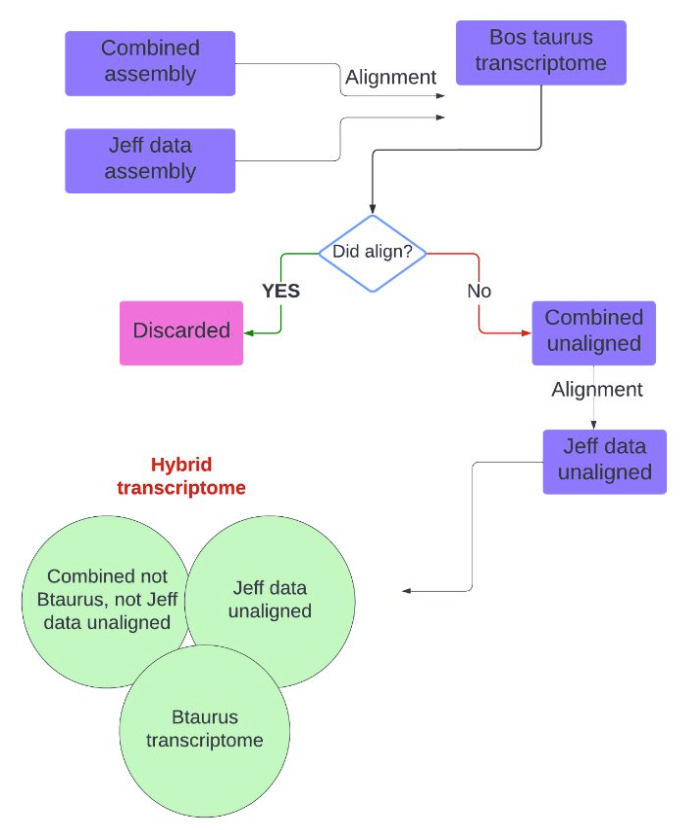 Combined
assembly
Alignment
Bos taurus
transcriptome
Jeff data
assembly
Did align?
YES
No
Discarded
Combined
unaligned
Alignment
Jeff data
unaligned
Hybrid
transcriptome
Combined not
Btaurus, not Jeff
data unaligned
Jeff data
unaligned
Btaurus
transcriptome